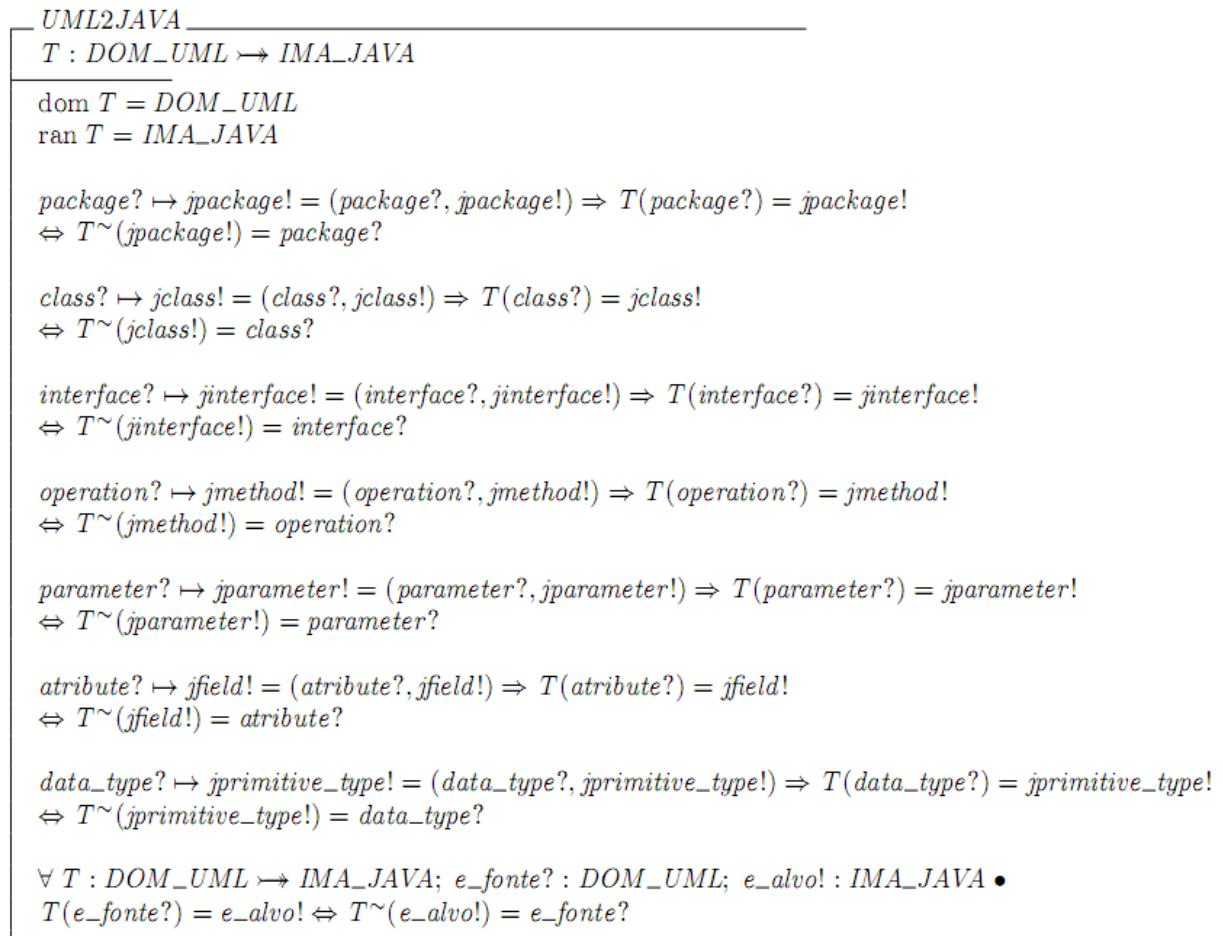 UML2JAVA
T : DOM_UML ⤖ IMA_JAVA
dom T = DOM_UML
ran T = IMA_JAVA
package? ↦ jpackage! = (package?, jpackage!) ⇒ T(package?) = jpackage!
⇔ T~(jpackage!) = package?
class? ↦ jclass! = (class?, jclass!) ⇒ T(class?) = jclass!
⇔ T~(jclass!) = class?
interface? ↦ jinterface! = (interface?, jinterface!) ⇒ T(interface?) = jinterface!
⇔ T~(jinterface!) = interface?
operation? ↦ jmethod! = (operation?, jmethod!) ⇒ T(operation?) = jmethod!
⇔ T~(jmethod!) = operation?
parameter? ↦ jparameter! = (parameter?, jparameter!) ⇒ T(parameter?) = jparameter!
⇔ T~(jparameter!) = parameter?
atribute? ↦ jfield! = (atribute?, jfield!) ⇒ T(atribute?) = jfield!
⇔ T~(jfield!) = atribute?
data_type? ↦ jprimitive_type! = (data_type?, jprimitive_type!) ⇒ T(data_type?) = jprimitive_type!
⇔ T~(jprimitive_type!) = data_type?
∀ T : DOM_UML ⤖ IMA_JAVA; e_fonte? : DOM_UML; e_alvo! : IMA_JAVA •
T(e_fonte?) = e_alvo! ⇔ T~(e_alvo!) = e_fonte?